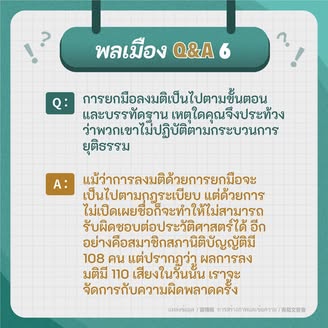 พลเมือง Q&A 6
Q :
การยกมือลงมติเป็นไปตามขั้นตอน
และบรรทัดฐาน เหตุใดคุณจึงประท้วง
ว่าพวกเขาไม่ปฏิบัติตามกระบวนการ
ยุติธรรม
A :
แม้ว่าการลงมติด้วยการยกมือจะ
เป็นไปตามกฎระเบียบ แต่ด้วยการ
ไม่เปิดเผยชื่อก็จะทำให้ไม่สามารถ
รับผิดชอบต่อประวัติศาสตร์ได้ อีก
อย่างคือสมาชิกสภานิติบัญญัติมี
108 คน แต่ปรากฏว่า ผลการลง
มติมี 110 เสียงในวันนั้น เราจะ
จัดการกับความผิดพลาดครั้ง